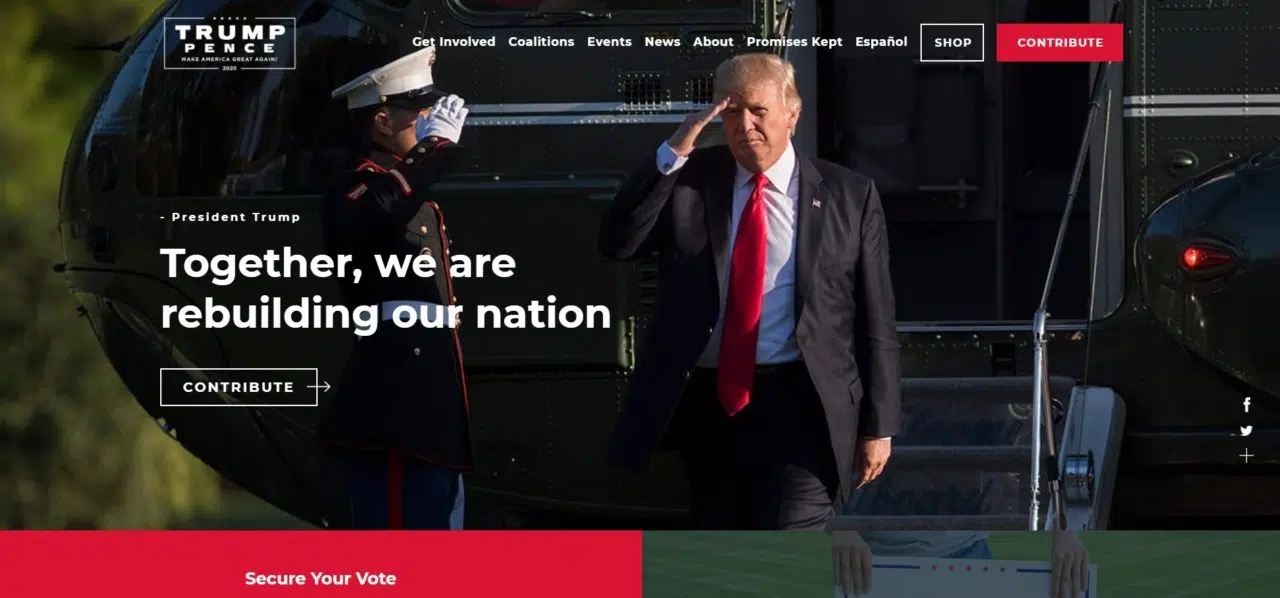 TRUMP
PENCE
MAKE AMERICA GREAT AGAIN!
2020
Get Involved Coalitions Events News About Promises Kept Español SHOP CONTRIBUTE
- President Trump
Together, we are
rebuilding our nation
CONTRIBUTE
Secure Your Vote